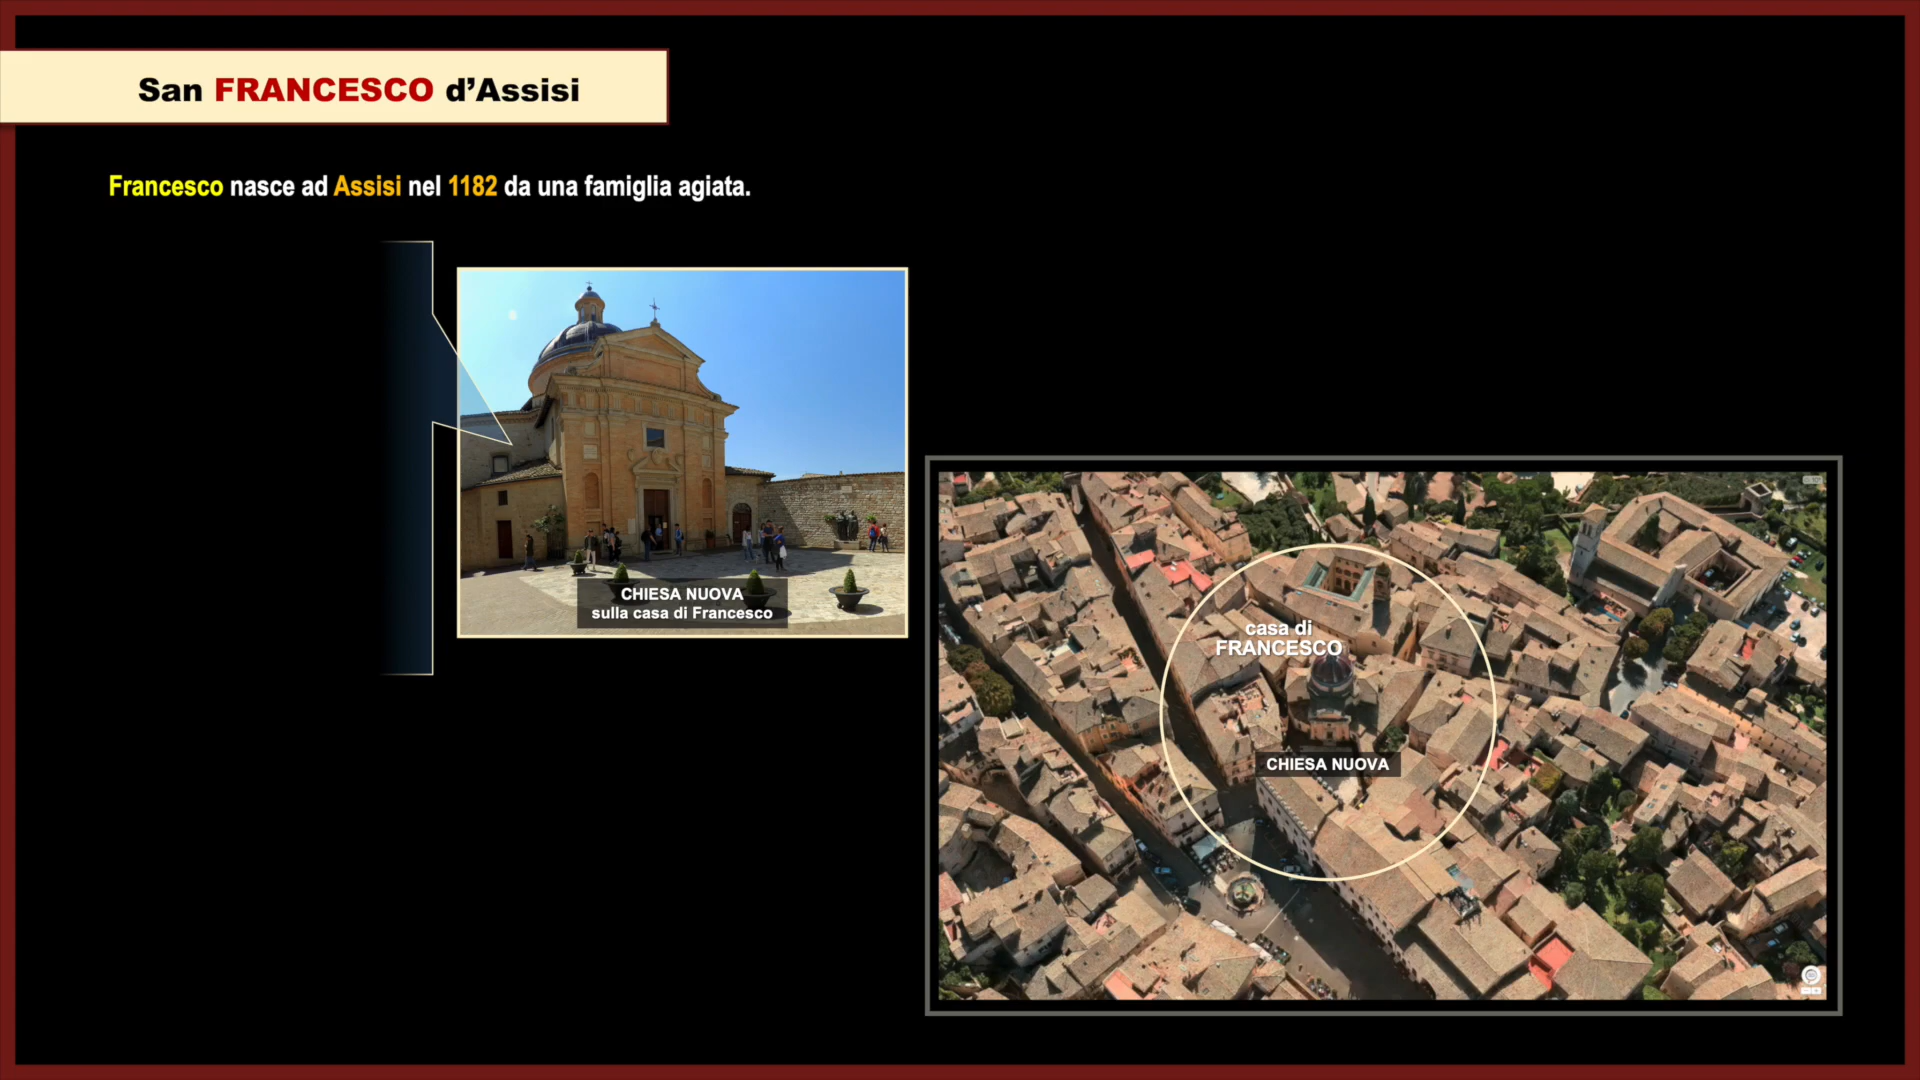 San FRANCESCO d’Assisi
Francesco nasce ad Assisi nel 1182 da una famiglia agiata.
CHIESA NUOVA
sulla casa di Francesco
casa di
FRANCESCO
CHIESA NUOVA